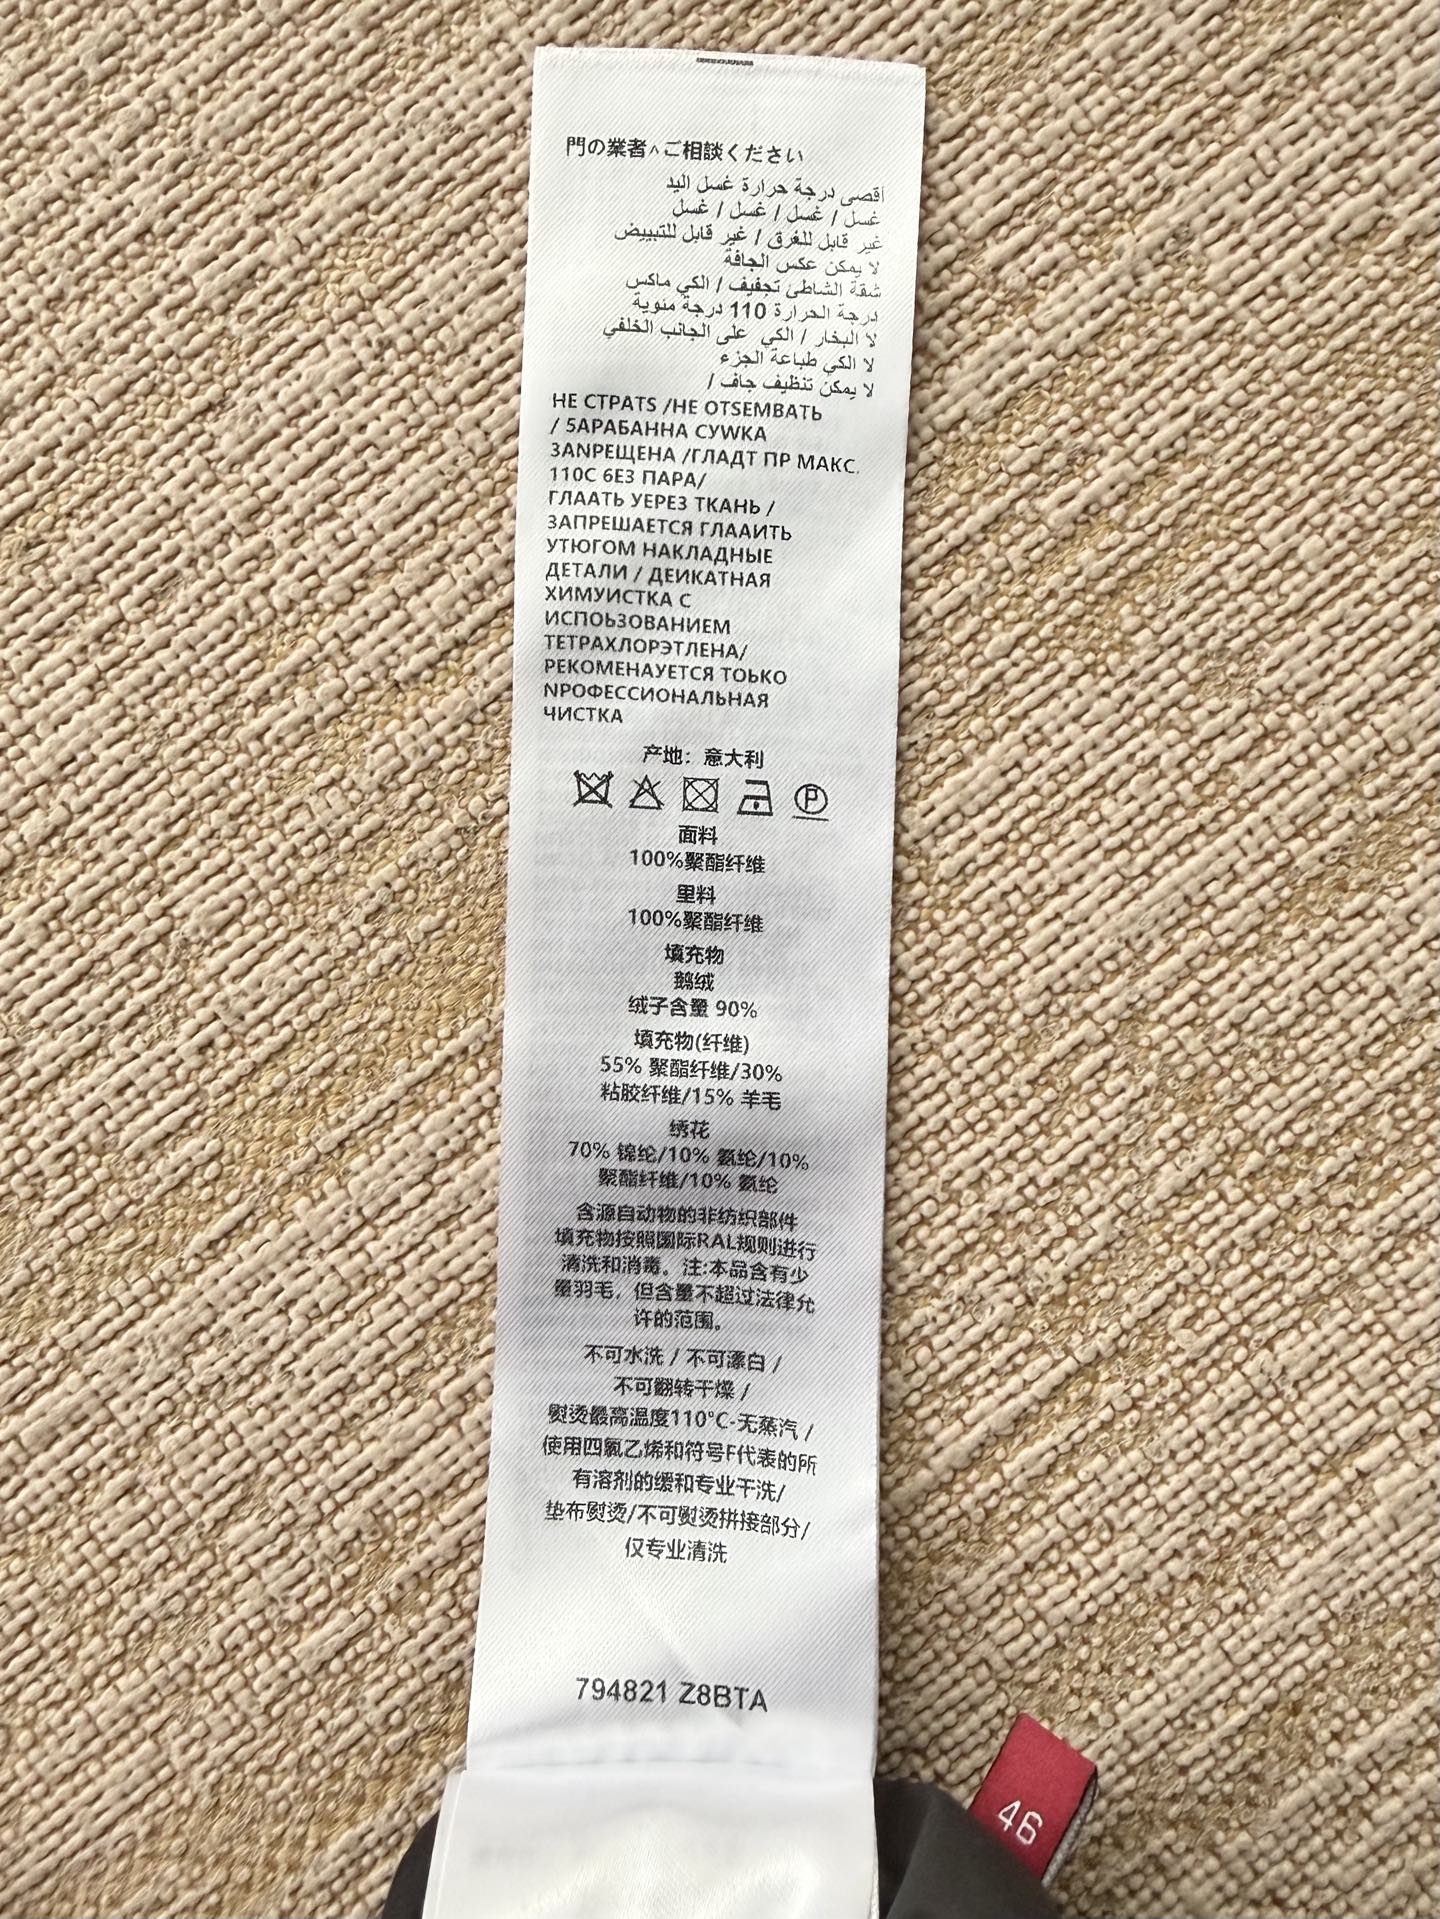 門の業者へご相談ください
أقصى درجة حرارة غسل اليد
غسل / غسل / غسل / غسل
غير قابل للغرق / غير قابل للتبييض
لا يمكن عكس الجافة
شقة الشاطئ تجفيف / الكي ماكس
درجة الحرارة 110 درجة مئوية
لا البخار / الكي على الجانب الخلفي
لا الكي طباعة الجزء
لا يمكن تنظيف جاف /
НЕ СТРАТS /НЕ ОТSЕМВАТЬ
/ 5АРАБАННА СУWКА
ЗАNРЕЩЕНА /ГЛАДТ ПР МАКС.
110С 6ЕЗ ПАРА/
ГЛААТЬ УЕРЕЗ ТКАНЬ /
ЗАПРЕШАЕТСЯ ГЛААИТЬ
УТЮГОМ НАКЛАДНЫЕ
ДЕТАЛИ / ДЕИКАТНАЯ
ХИМУИСТКА С
ИСПОЬЗОВАНИЕМ
ТЕТРАХЛОРЭТЛЕНА/
РЕКОМЕНАУЕТСЯ ТОЬКО
NРОФЕССИОНАЛЬНАЯ
ЧИСТКА
产地：意大利
P
面料
100%聚酯纤维
里料
100%聚酯纤维
填充物
鹅绒
绒子含量 90%
填充物(纤维)
55% 聚酯纤维/30%
粘胶纤维/15% 羊毛
绣花
70% 锦纶/10% 氨纶/10%
聚酯纤维/10% 氨纶
含源自动物的非纺织部件
填充物按照国际RAL规则进行
清洗和消毒。注:本品含有少
量羽毛，但含量不超过法律允
许的范围。
不可水洗 / 不可漂白 /
不可翻转干燥 /
熨烫最高温度110°C-无蒸汽 /
使用四氯乙烯和符号F代表的所
有溶剂的缓和专业干洗/
垫布熨烫/不可熨烫拼接部分/
仅专业清洗
794821 Z8BTA
46